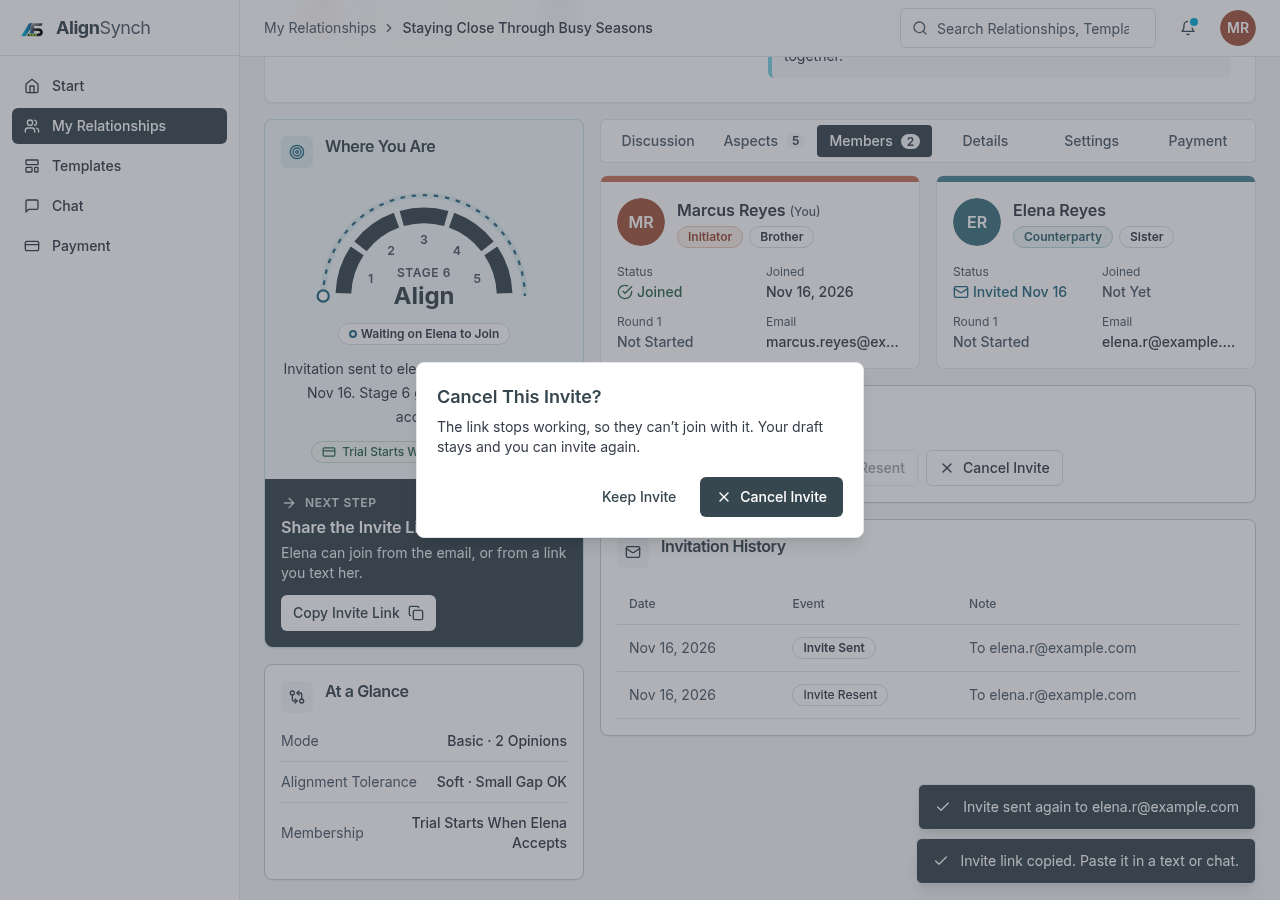 AlignSynch
My Relationships > Staying Close Through Busy Seasons
Search Relationships, Templa
MR
Start
My Relationships
Templates
Chat
Payment
together.
Where You Are
1
2
3
4
5
STAGE 6
Align
Waiting on Elena to Join
Invitation sent to ele
Nov 16. Stage 6
acc
Trial Starts W
NEXT STEP
Share the Invite Li
Elena can join from the email, or from a link
you text her.
Copy Invite Link
At a Glance
Mode Basic · 2 Opinions
Alignment Tolerance Soft · Small Gap OK
Membership Trial Starts When Elena
Accepts
Discussion Aspects 5 Members 2 Details Settings Payment
MR Marcus Reyes (You)
Initiator Brother
Status Joined
Joined Nov 16, 2026
Round 1 Email
Not Started marcus.reyes@ex...
ER Elena Reyes
Counterparty Sister
Status Joined
Invited Nov 16 Not Yet
Round 1 Email
Not Started elena.r@example....
Cancel This Invite?
The link stops working, so they can’t join with it. Your draft
stays and you can invite again.
Keep Invite Cancel Invite
Resent Cancel Invite
Invitation History
Date Event Note
Nov 16, 2026 Invite Sent To elena.r@example.com
Nov 16, 2026 Invite Resent To elena.r@example.com
Invite sent again to elena.r@example.com
Invite link copied. Paste it in a text or chat.